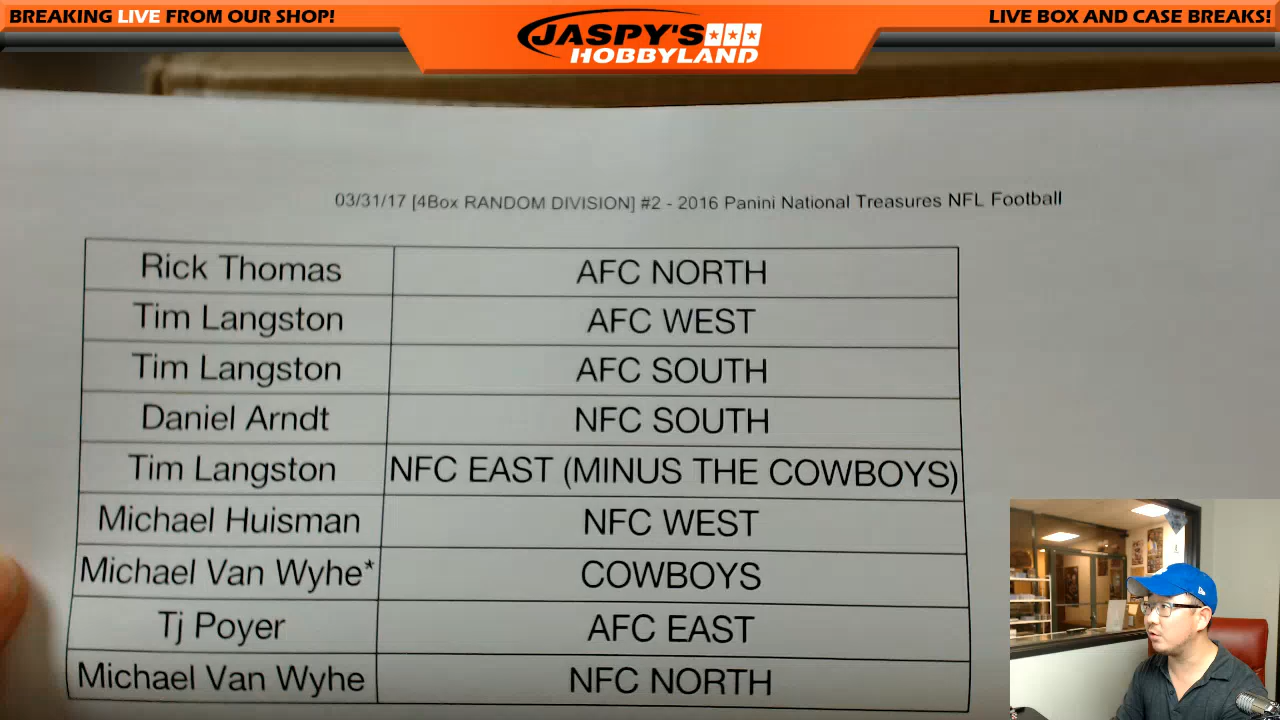 BREAKING LIVE FROM OUR SHOP!
JASPY'S
HOBBYLAND
LIVE BOX AND CASE BREAKS!
03/31/17 [4Box RANDOM DIVISION] #2 - 2016 Panini National Treasures NFL Football
Rick Thomas AFC NORTH
Tim Langston AFC WEST
Tim Langston AFC SOUTH
Daniel Arndt NFC SOUTH
Tim Langston NFC EAST (MINUS THE COWBOYS)
Michael Huisman NFC WEST
Michael Van Wyhe* COWBOYS
Tj Poyer AFC EAST
Michael Van Wyhe NFC NORTH